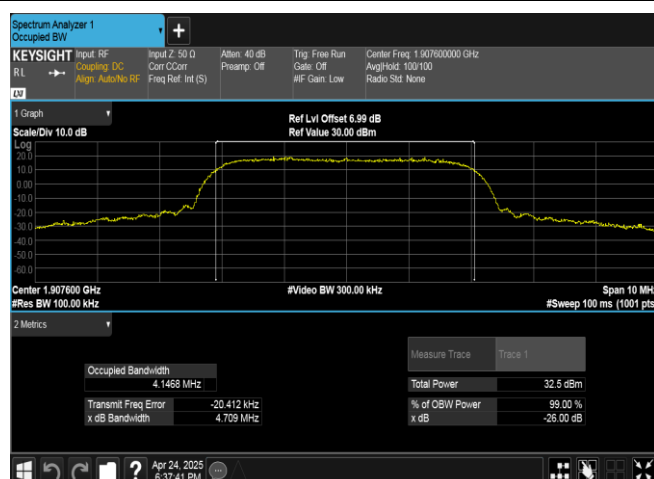 Spectrum Analyzer 1
Occupied BW
+
KEYSIGHT
RL
LXI
Input: RF
Coupling: DC
Align: Auto/No RF
Input Z: 50 Ω
Corr CCorr
Freq Ref: Int (S)
Atten: 40 dB
Preamp: Off
Trig: Free Run
Gate: Off
#IF Gain: Low
Center Freq: 1.907600000 GHz
Avg|Hold: 100/100
Radio Std: None
1 Graph
Scale/Div 10.0 dB
Ref Lvl Offset 6.99 dB
Ref Value 30.00 dBm
Log
20.0
10.0
0.00
-10.0
-20.0
-30.0
-40.0
-50.0
-60.0
Center 1.907600 GHz
#Video BW 300.00 kHz
Span 10 MHz
#Res BW 100.00 kHz
#Sweep 100 ms (1001 pts
2 Metrics
Measure Trace Trace 1
Occupied Bandwidth
4.1468 MHz
Total Power 32.5 dBm
Transmit Freq Error -20.412 kHz
% of OBW Power 99.00 %
x dB Bandwidth 4.709 MHz
x dB -26.00 dB
?
Apr 24, 2025
6:37:41 PM